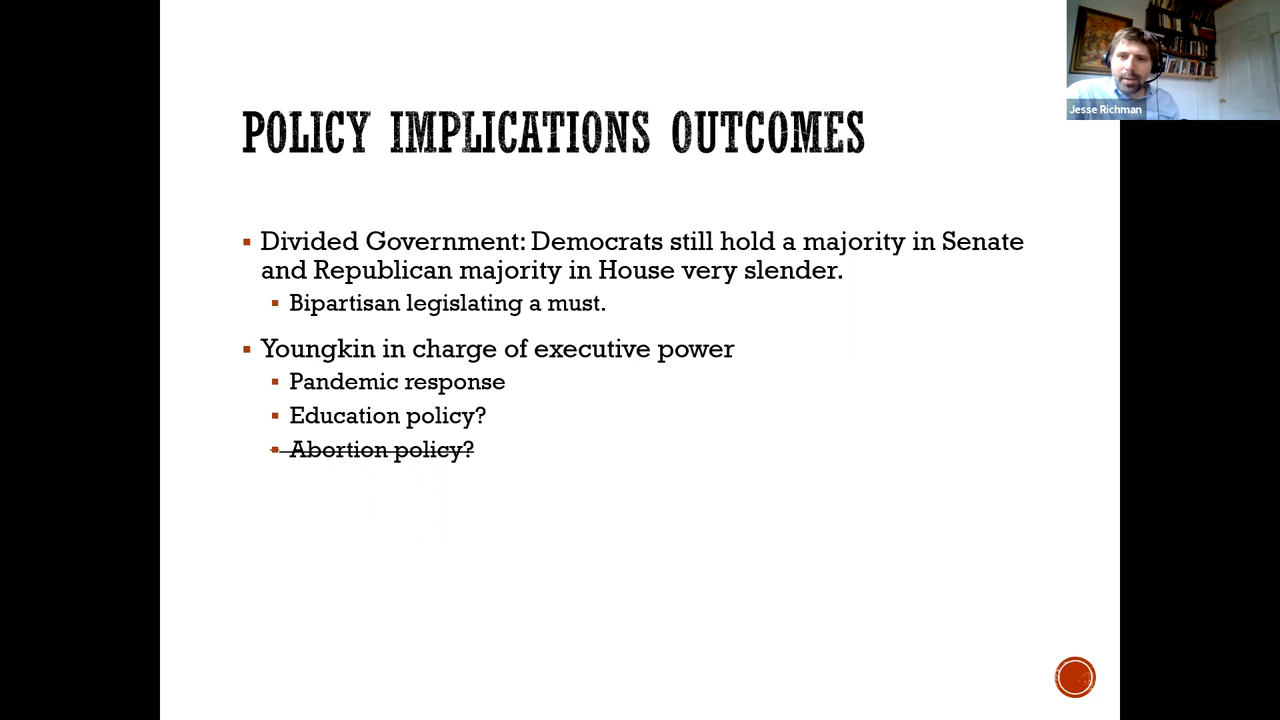 POLICY IMPLICATIONS OUTCOMES
Jesse Richman
Divided Government: Democrats still hold a majority in Senate
and Republican majority in House very slender.
Bipartisan legislating a must.
Youngkin in charge of executive power
Pandemic response
Education policy?
Abortion policy?